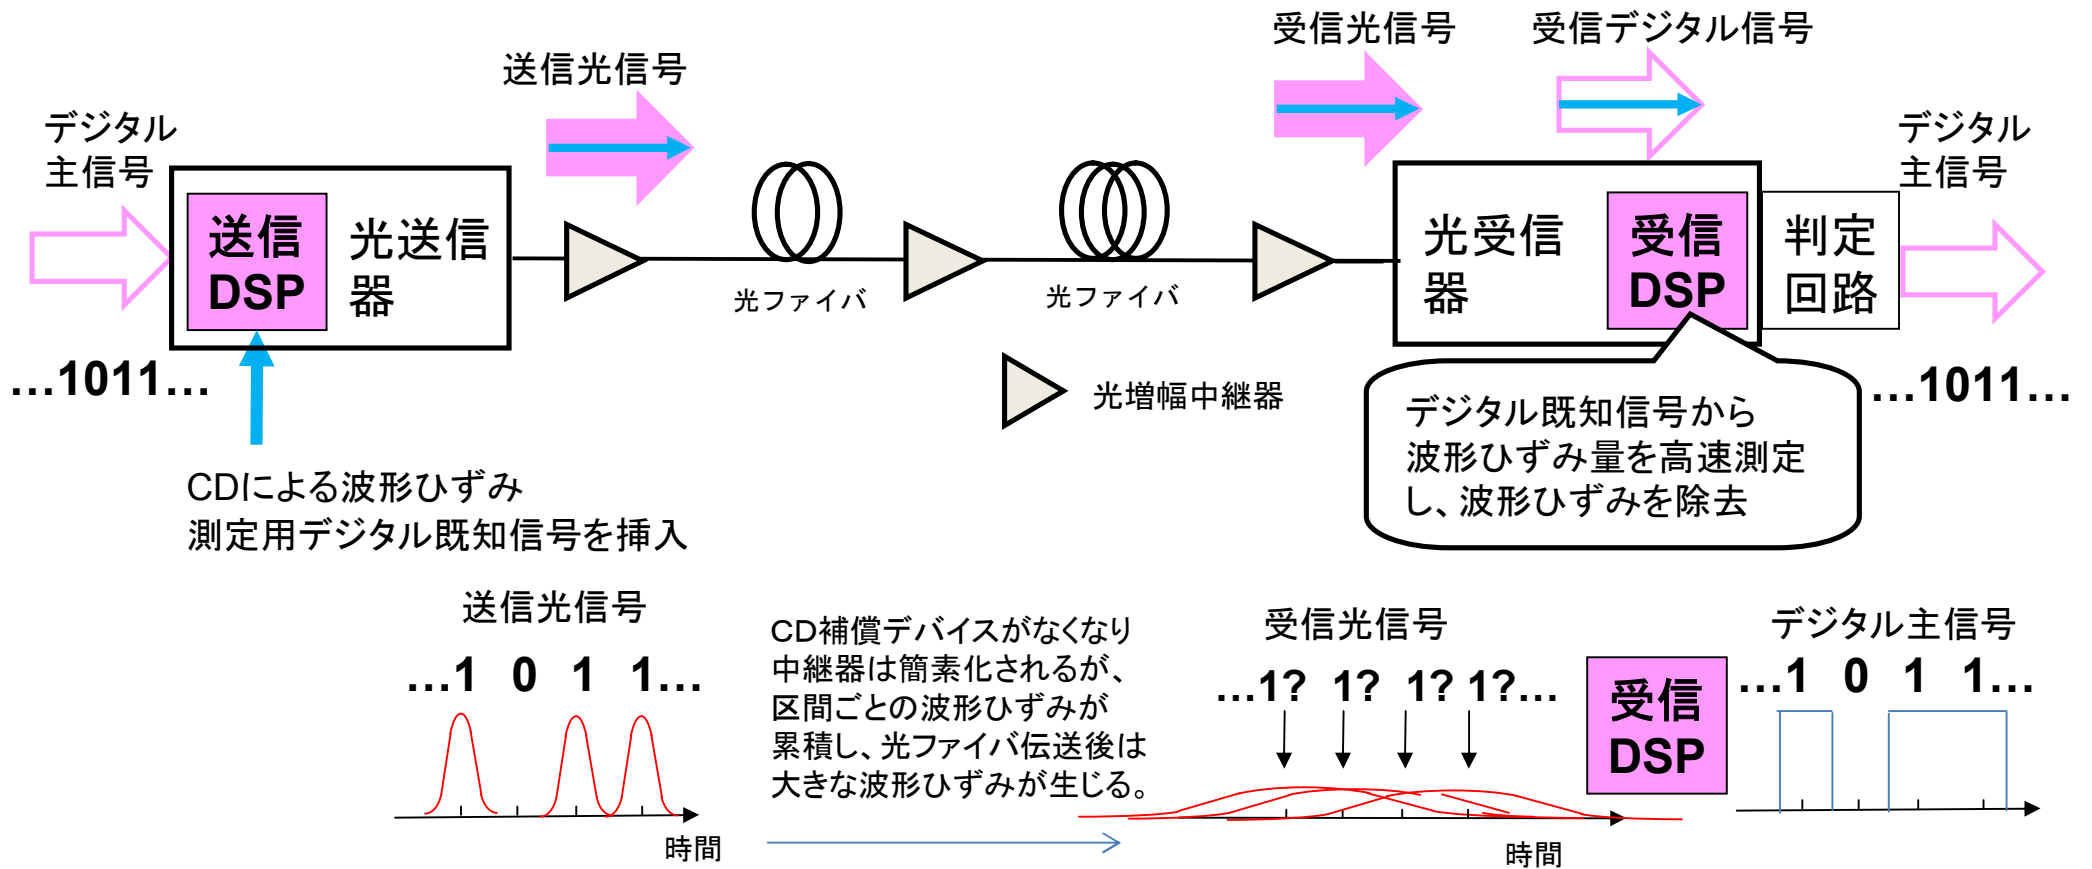 受信光信号
受信デジタル信号
送信光信号
デジタル
主信号
デジタル
主信号
送信
DSP
光送信
器
光ファイバ
光ファイバ
光受信
器
受信
DSP
判定
回路
…1011…
光増幅中継器
…1011…
デジタル既知信号から
波形ひずみ量を高速測定
し、波形ひずみを除去
CDによる波形ひずみ
測定用デジタル既知信号を挿入
送信光信号
…1 0 1 1…
時間
CD補償デバイスがなくなり
中継器は簡素化されるが、
区間ごとの波形ひずみが
累積し、光ファイバ伝送後は
大きな波形ひずみが生じる。
受信光信号
…1? 1? 1? 1?…
時間
受信
DSP
デジタル主信号
…1 0 1 1…